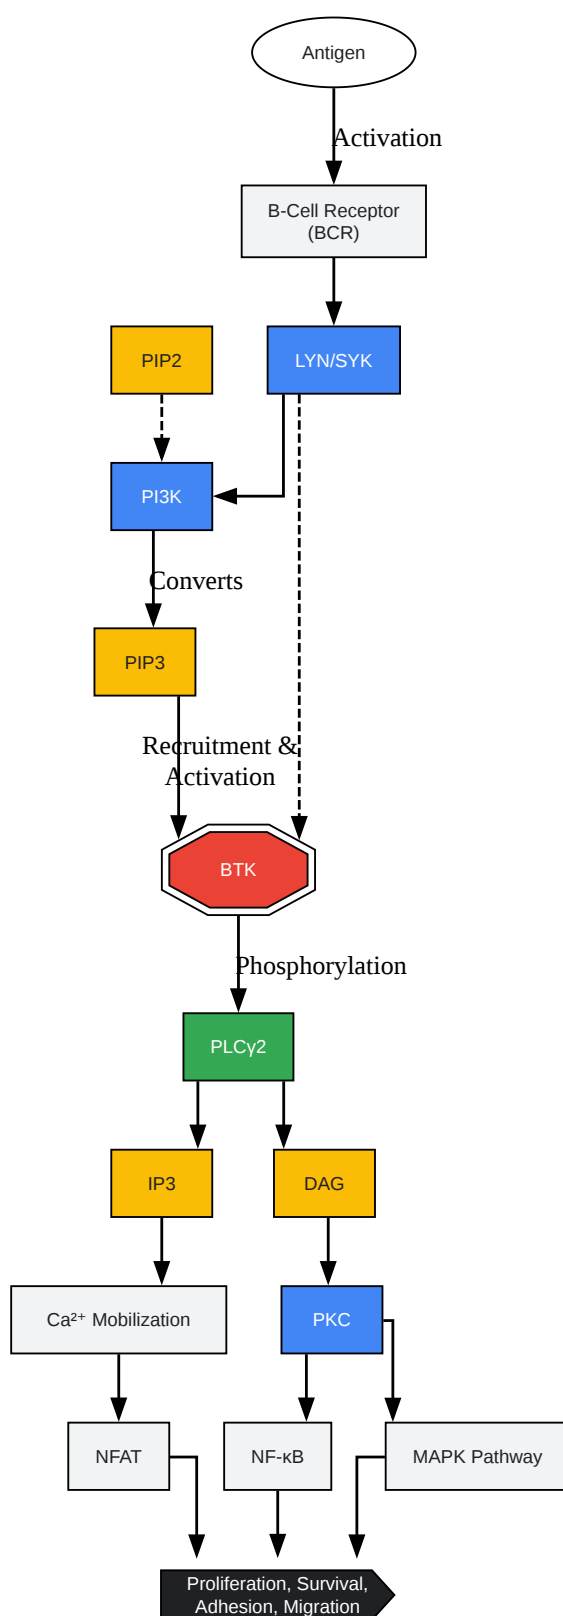 Antigen
Activation
B-Cell Receptor
(BCR)
PIP2
LYN/SYK
PI3K
Converts
PIP3
Recruitment &
Activation
BTK
Phosphorylation
PLCγ2
IP3
DAG
Ca²⁺ Mobilization
PKC
NFAT
NF-κB
MAPK Pathway
Proliferation, Survival,
Adhesion, Migration